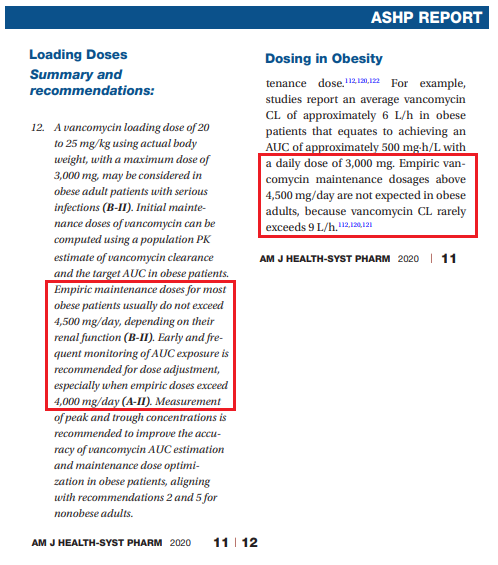 ASHP REPORT
Loading Doses
Summary and
recommendations:
12. A vancomycin loading dose of 20
to 25 mg/kg using actual body
weight, with a maximum dose of
3,000 mg, may be considered in
obese adult patients with serious
infections (B-II). Initial mainte-
nance doses of vancomycin can be
computed using a population PK
estimate of vancomycin clearance
and the target AUC in obese patients.
Empiric maintenance doses for most
obese patients usually do not exceed
4,500 mg/day, depending on their
renal function (B-II). Early and fre-
quent monitoring of AUC exposure is
recommended for dose adjustment,
especially when empiric doses exceed
4,000 mg/day (A-II). Measurement
of peak and trough concentrations is
recommended to improve the accu-
racy of vancomycin AUC estimation
and maintenance dose optimi-
zation in obese patients, aligning
with recommendations 2 and 5 for
nonobese adults.
AM J HEALTH-SYST PHARM 2020 11 | 12
Dosing in Obesity
tenance dose.112,120,122 For example,
studies report an average vancomycin
CL of approximately 6 L/h in obese
patients that equates to achieving an
AUC of approximately 500 mg·h/L with
a daily dose of 3,000 mg. Empiric van-
comycin maintenance dosages above
4,500 mg/day are not expected in obese
adults, because vancomycin CL rarely
exceeds 9 L/h.112,120,121
AM J HEALTH-SYST PHARM 2020 | 11